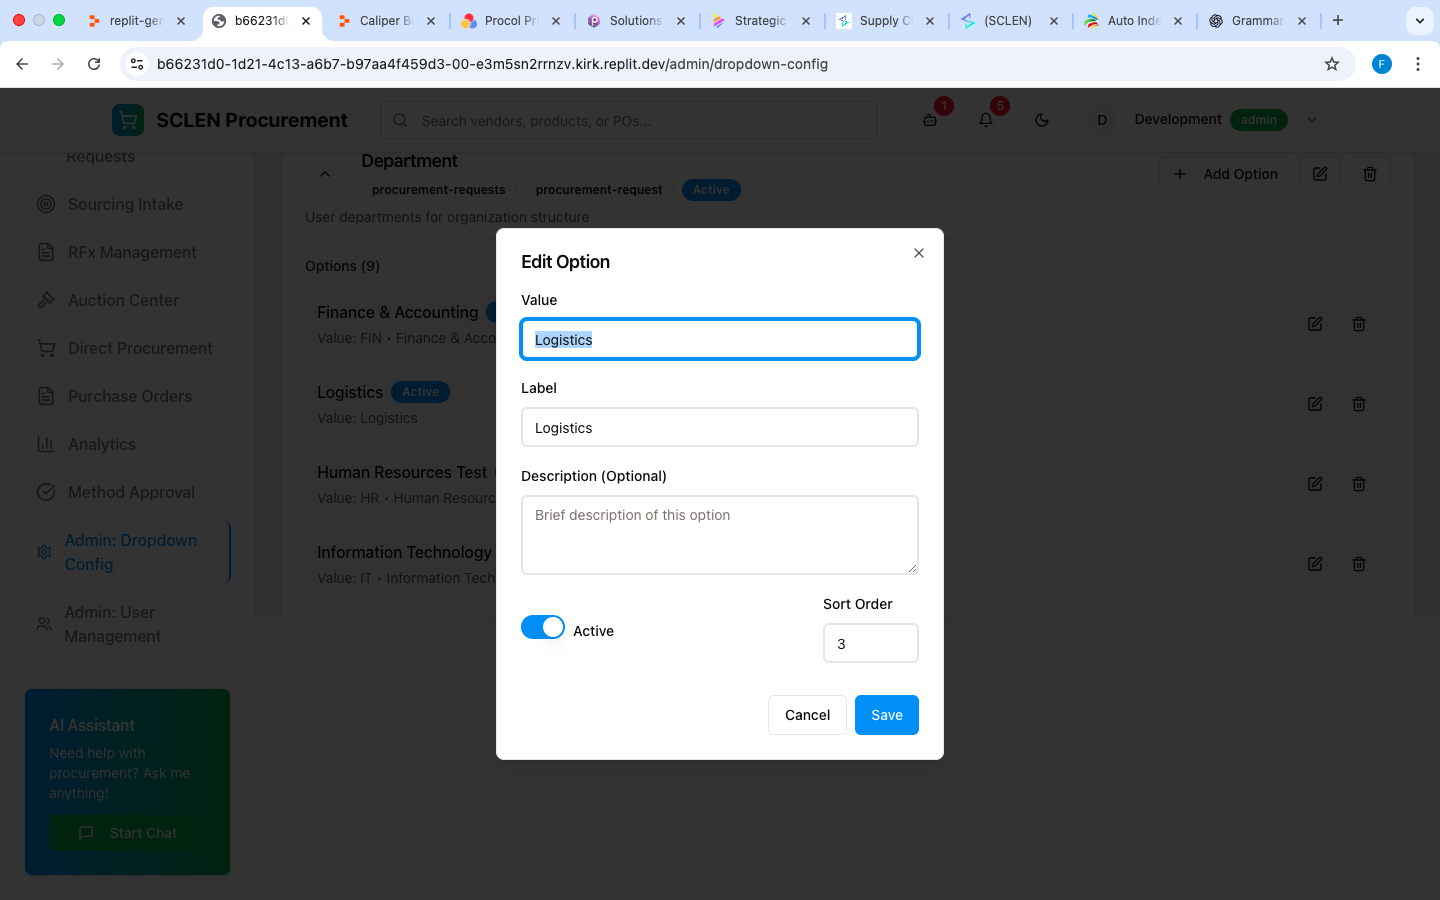 replit-gen
b66231d0
Caliper Bu
Procol Pri
Solutions
Strategic
Supply C
(SCLEN)
Auto Inde
Grammar
b66231d0-1d21-4c13-a6b7-b97aa4f459d3-00-e3m5sn2rrnzv.kirk.replit.dev/admin/dropdown-config
F
SCLEN Procurement
Search vendors, products, or POs...
1
5
D
Development
admin
Requests
Sourcing Intake
RFx Management
Auction Center
Direct Procurement
Purchase Orders
Analytics
Method Approval
Admin: Dropdown
Config
Admin: User
Management
AI Assistant
Need help with
procurement? Ask me
anything!
Start Chat
Department
procurement-requests
procurement-request
Active
Add Option
User departments for organization structure
Options (9)
Finance & Accounting
Value: FIN • Finance & Acco
Logistics
Active
Value: Logistics
Human Resources Test
Value: HR • Human Resourc
Information Technology
Value: IT • Information Tech
Edit Option
Value
Logistics
Label
Logistics
Description (Optional)
Brief description of this option
Active
Sort Order
3
Cancel
Save